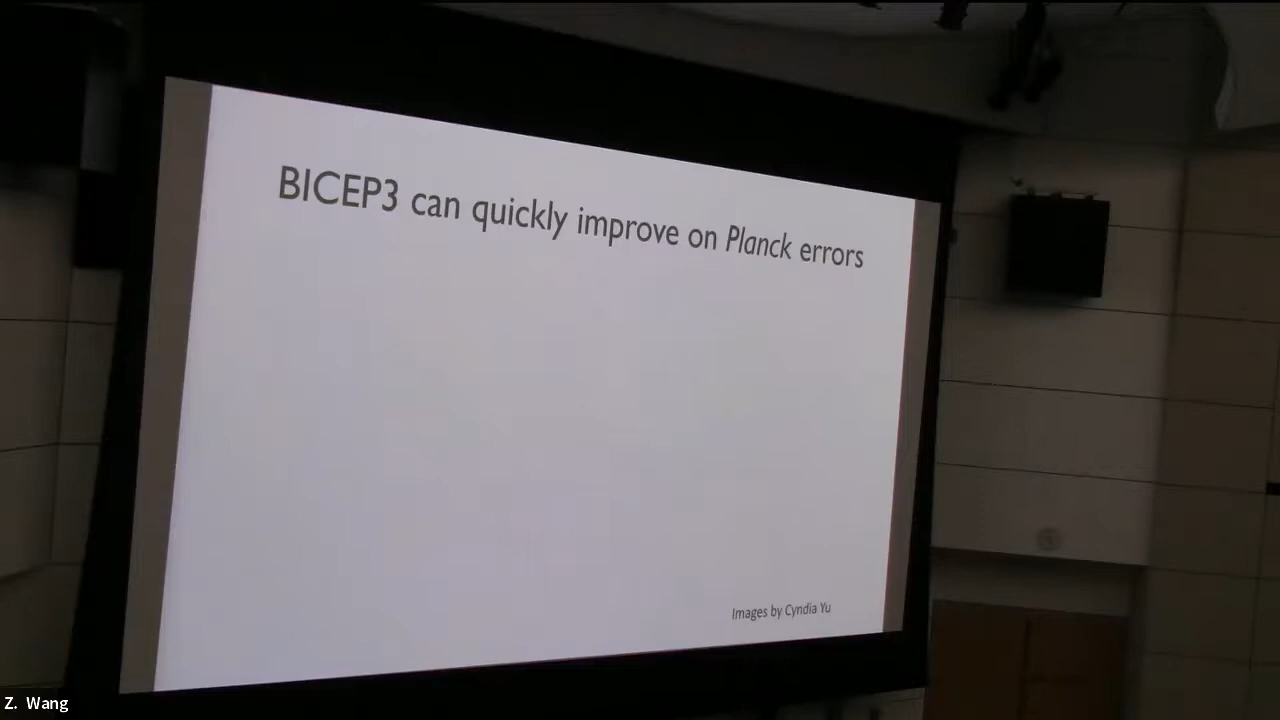 BICEP3 can quickly improve on Planck errors
Images by Cyndia Yu
Z. Wang